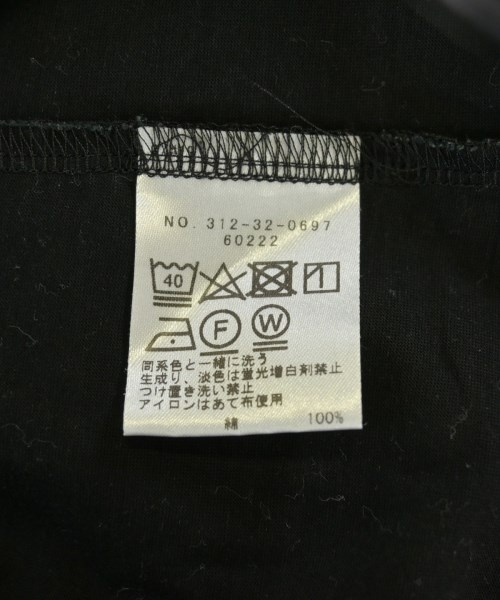 NO. 312-32-0697
60222
40
F W
同系色と一緒に洗う
生成り、淡色は蛍光増白剤禁止
つけ置き洗い禁止
アイロンはあて布使用
綿 100%